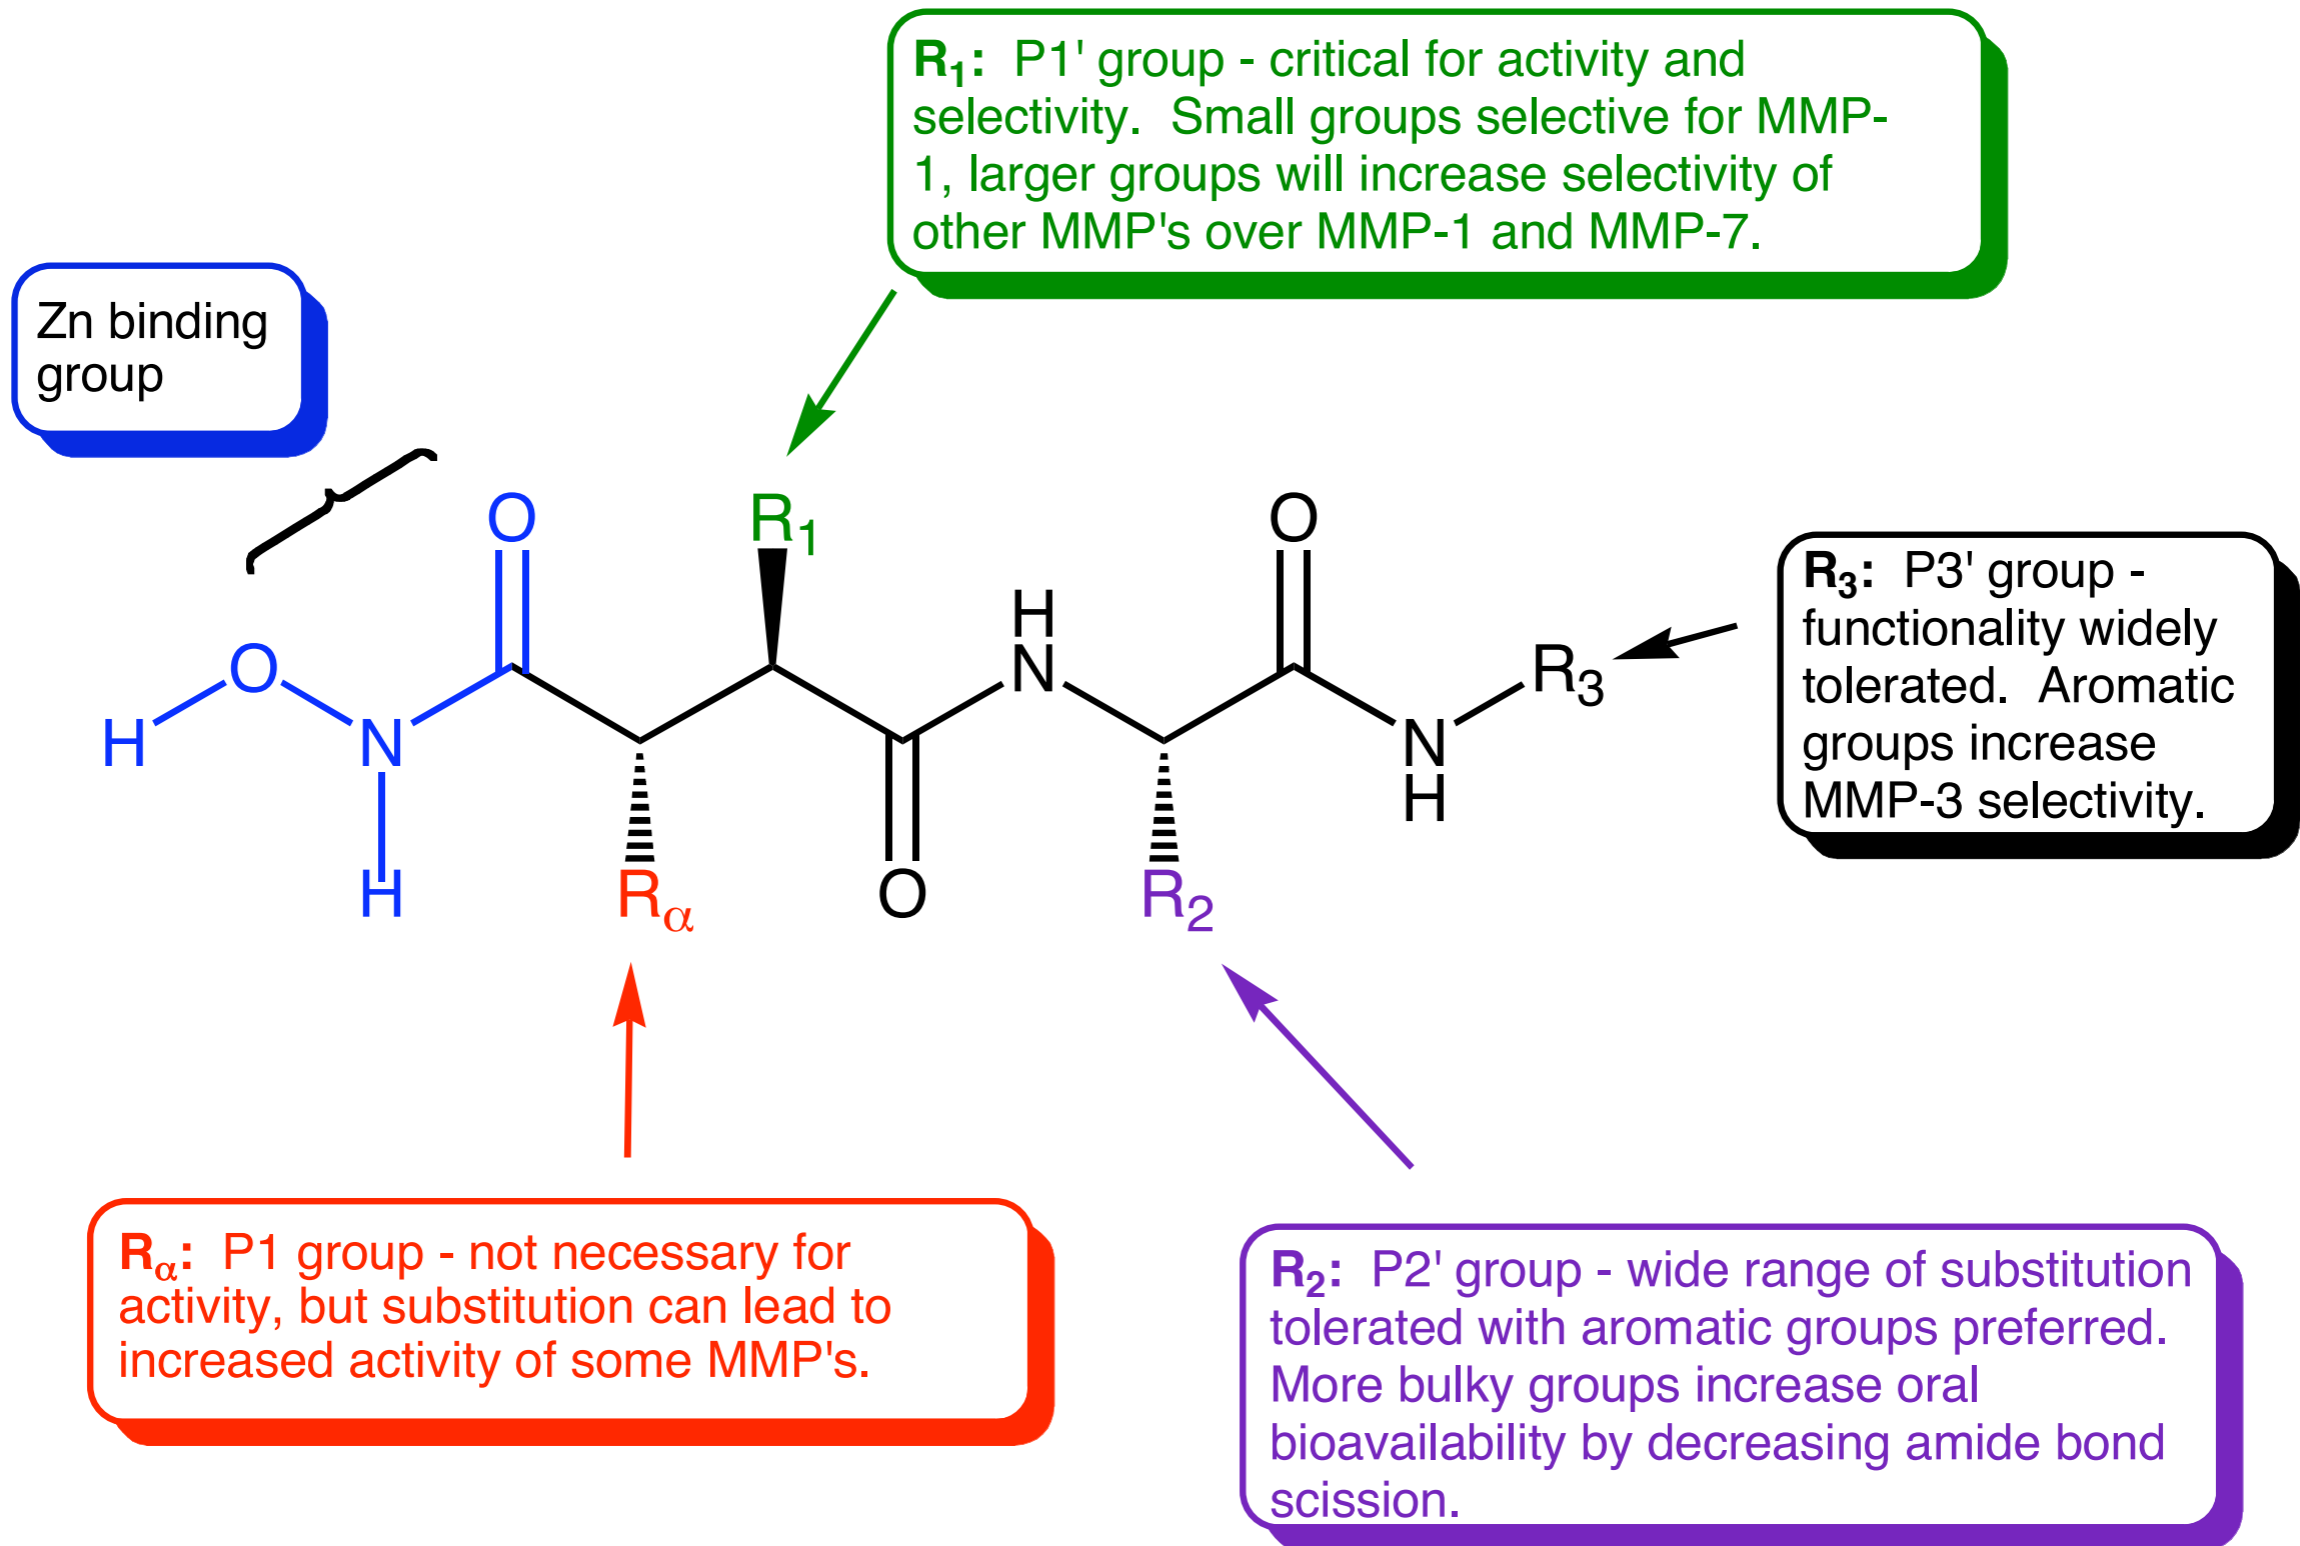 R1: P1' group - critical for activity and
selectivity. Small groups selective for MMP-
1, larger groups will increase selectivity of
other MMP's over MMP-1 and MMP-7.
Zn binding
group
O
R1
O
H
N
O
R3
H
N
N
H
H
Rα
O
R2
R3: P3' group -
functionality widely
tolerated. Aromatic
groups increase
MMP-3 selectivity.
Rα: P1 group - not necessary for
activity, but substitution can lead to
increased activity of some MMP's.
R2: P2' group - wide range of substitution
tolerated with aromatic groups preferred.
More bulky groups increase oral
bioavailability by decreasing amide bond
scission.